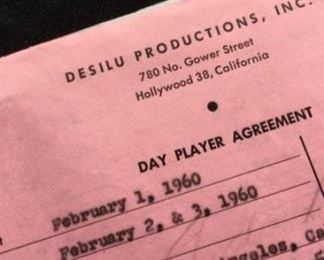 DESILU PRODUCTIONS, INC.
780 No. Gower Street
Hollywood 38, California
DAY PLAYER AGREEMENT
February 1, 1960
February 2, & 3, 1960